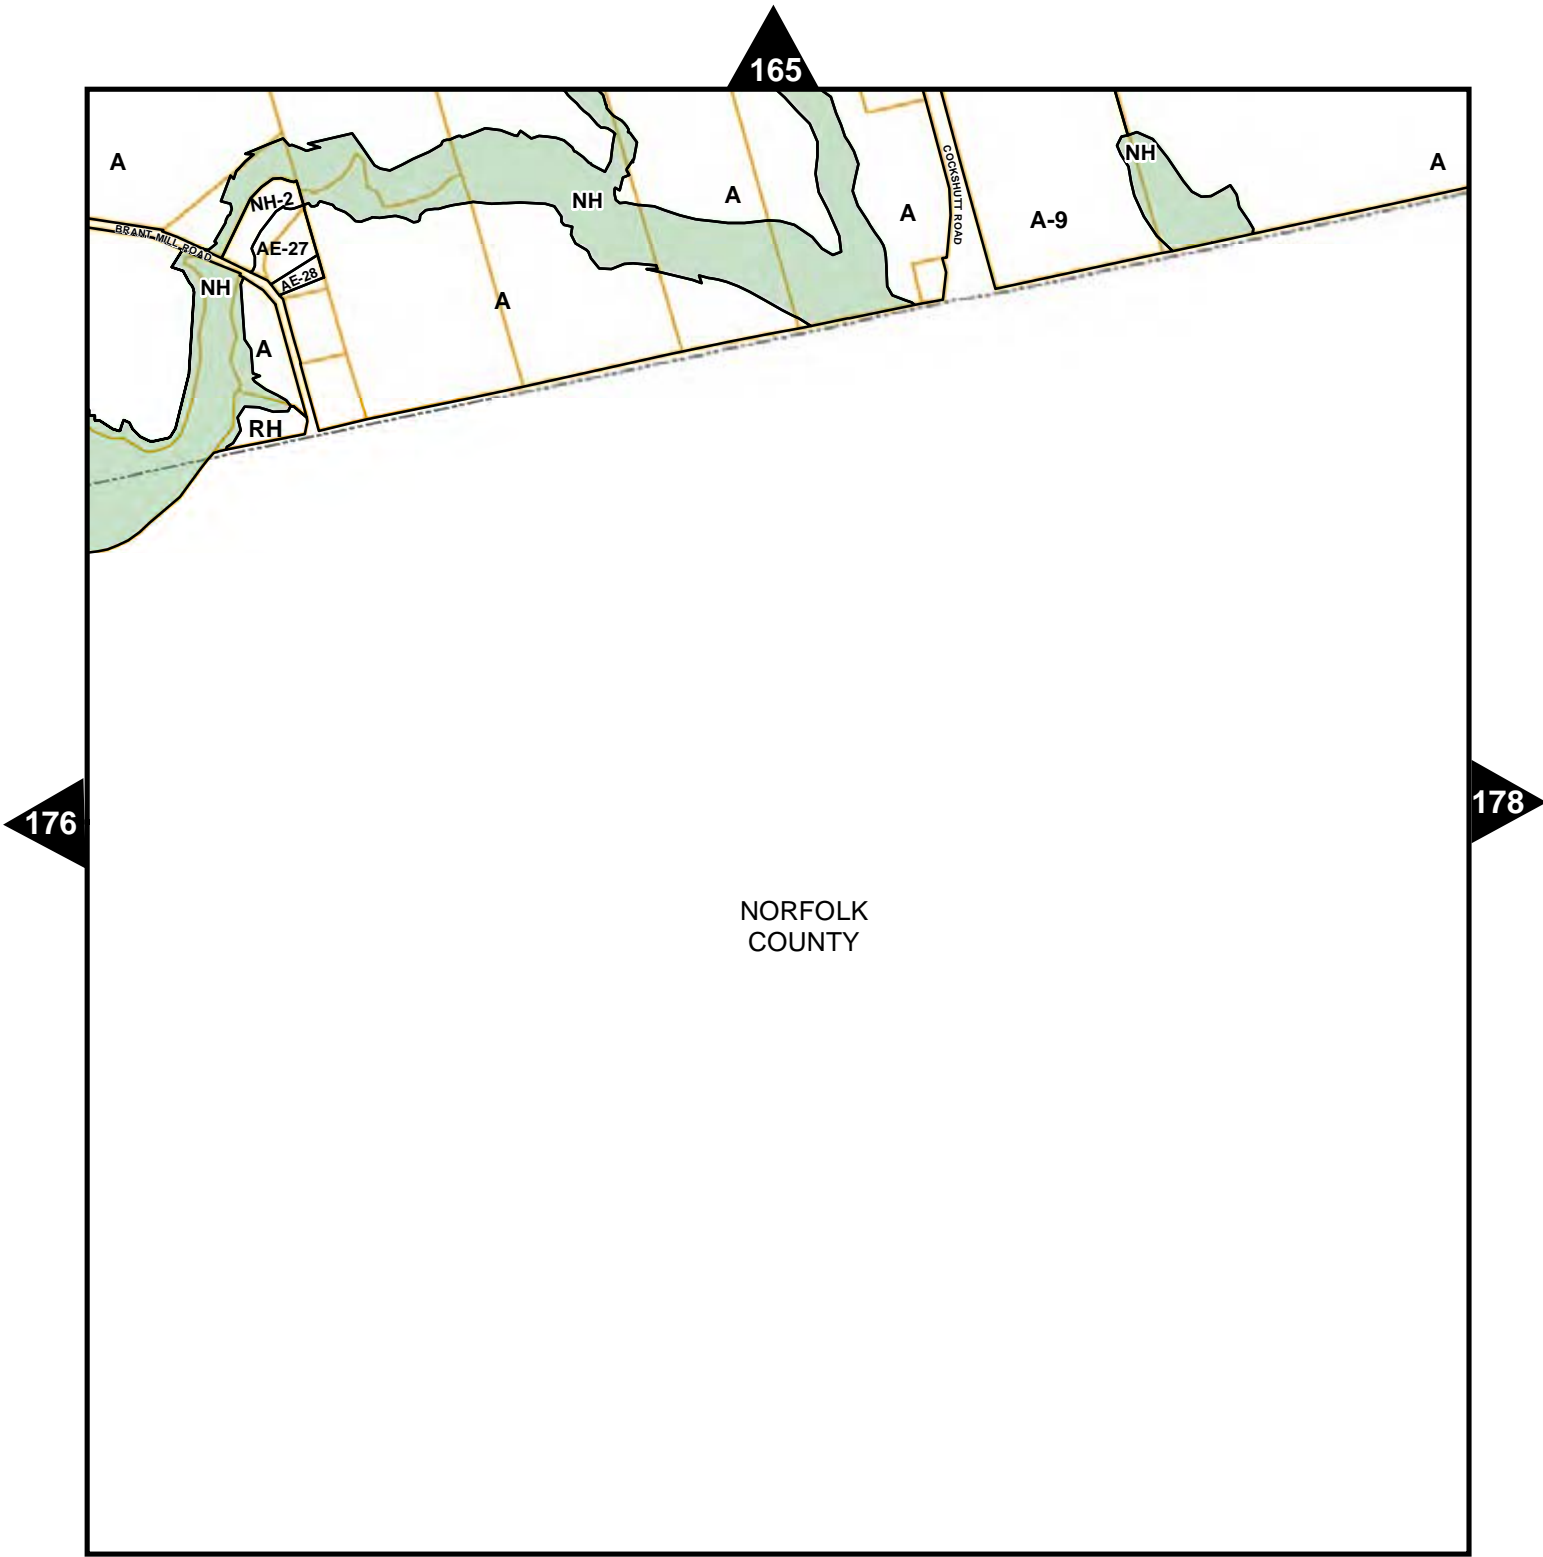 165
A
NH
A
NH-2
NH
A
COCKSHUTT ROAD
A
A-9
BRANT MILL ROAD
AE-27
AE-28
NH
A
A
RH
176
178
NORFOLK
COUNTY